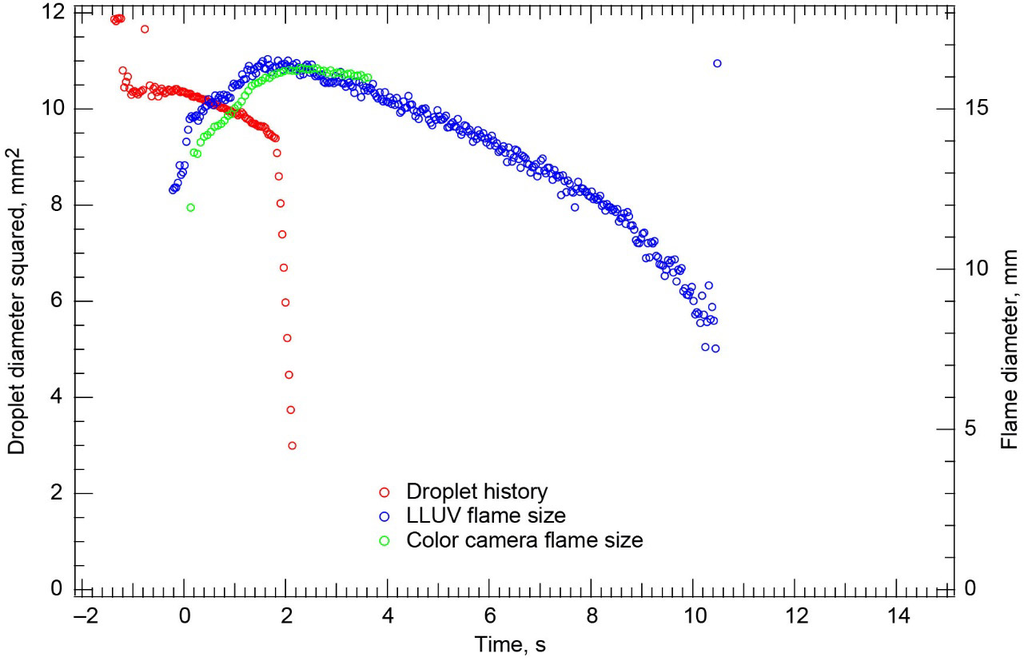 12
10
8
6
4
2
0
Droplet diameter squared, mm2
15
10
5
0
Flame diameter, mm
Droplet history
LLUV flame size
Color camera flame size
–2 0 2 4 6 8 10 12 14
Time, s